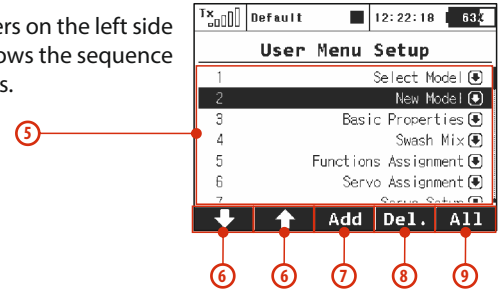 ers on the left side
ows the sequence
s.
Tx Default 12:22:18 63%
User Menu Setup
1 Select Model
2 New Model
3 Basic Properties
4 Swash Mix
5 Functions Assignment
6 Servo Assignment
7 Servo Setup
Add Del. All
5
6 6 7 8 9